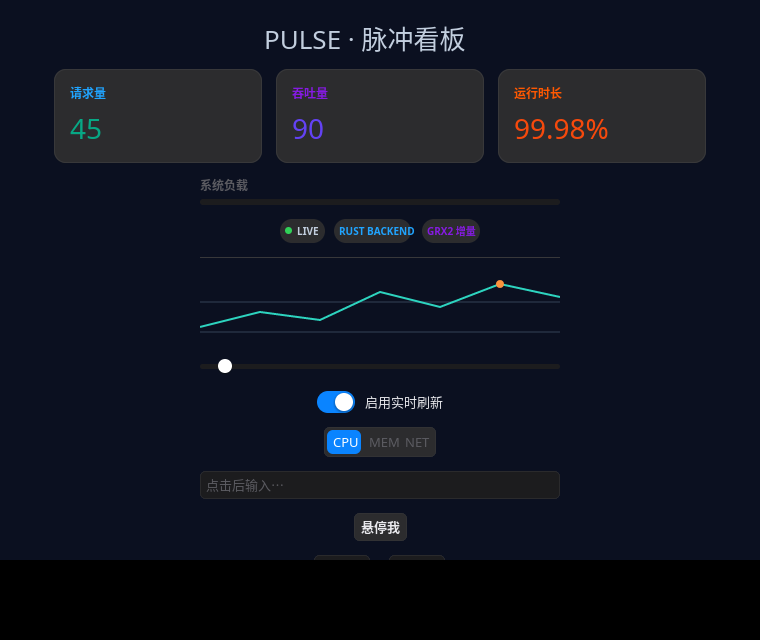 PULSE · 脉冲看板
请求量 吞吐量 运行时长
45 90 99.98%
系统负载
LIVE RUST BACKEND GRX2 增量
启用实时刷新
CPU MEM NET
点击后输入…
悬停我